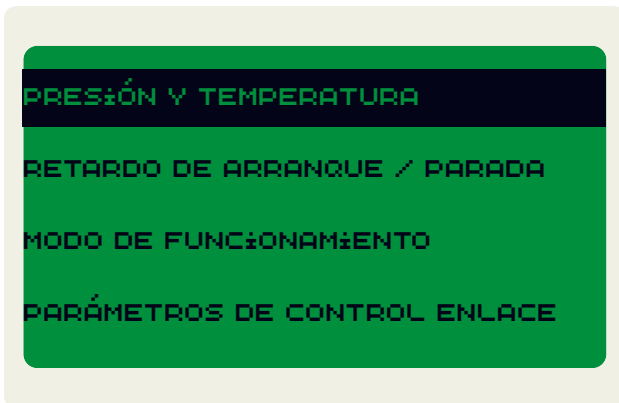 PRESiÓN Y TEMPERATURA
RETARDO DE ARRANQUE / PARADA
MODO DE FUNCiONAMiENTO
PARÁMETROS DE CONTROL ENLACE